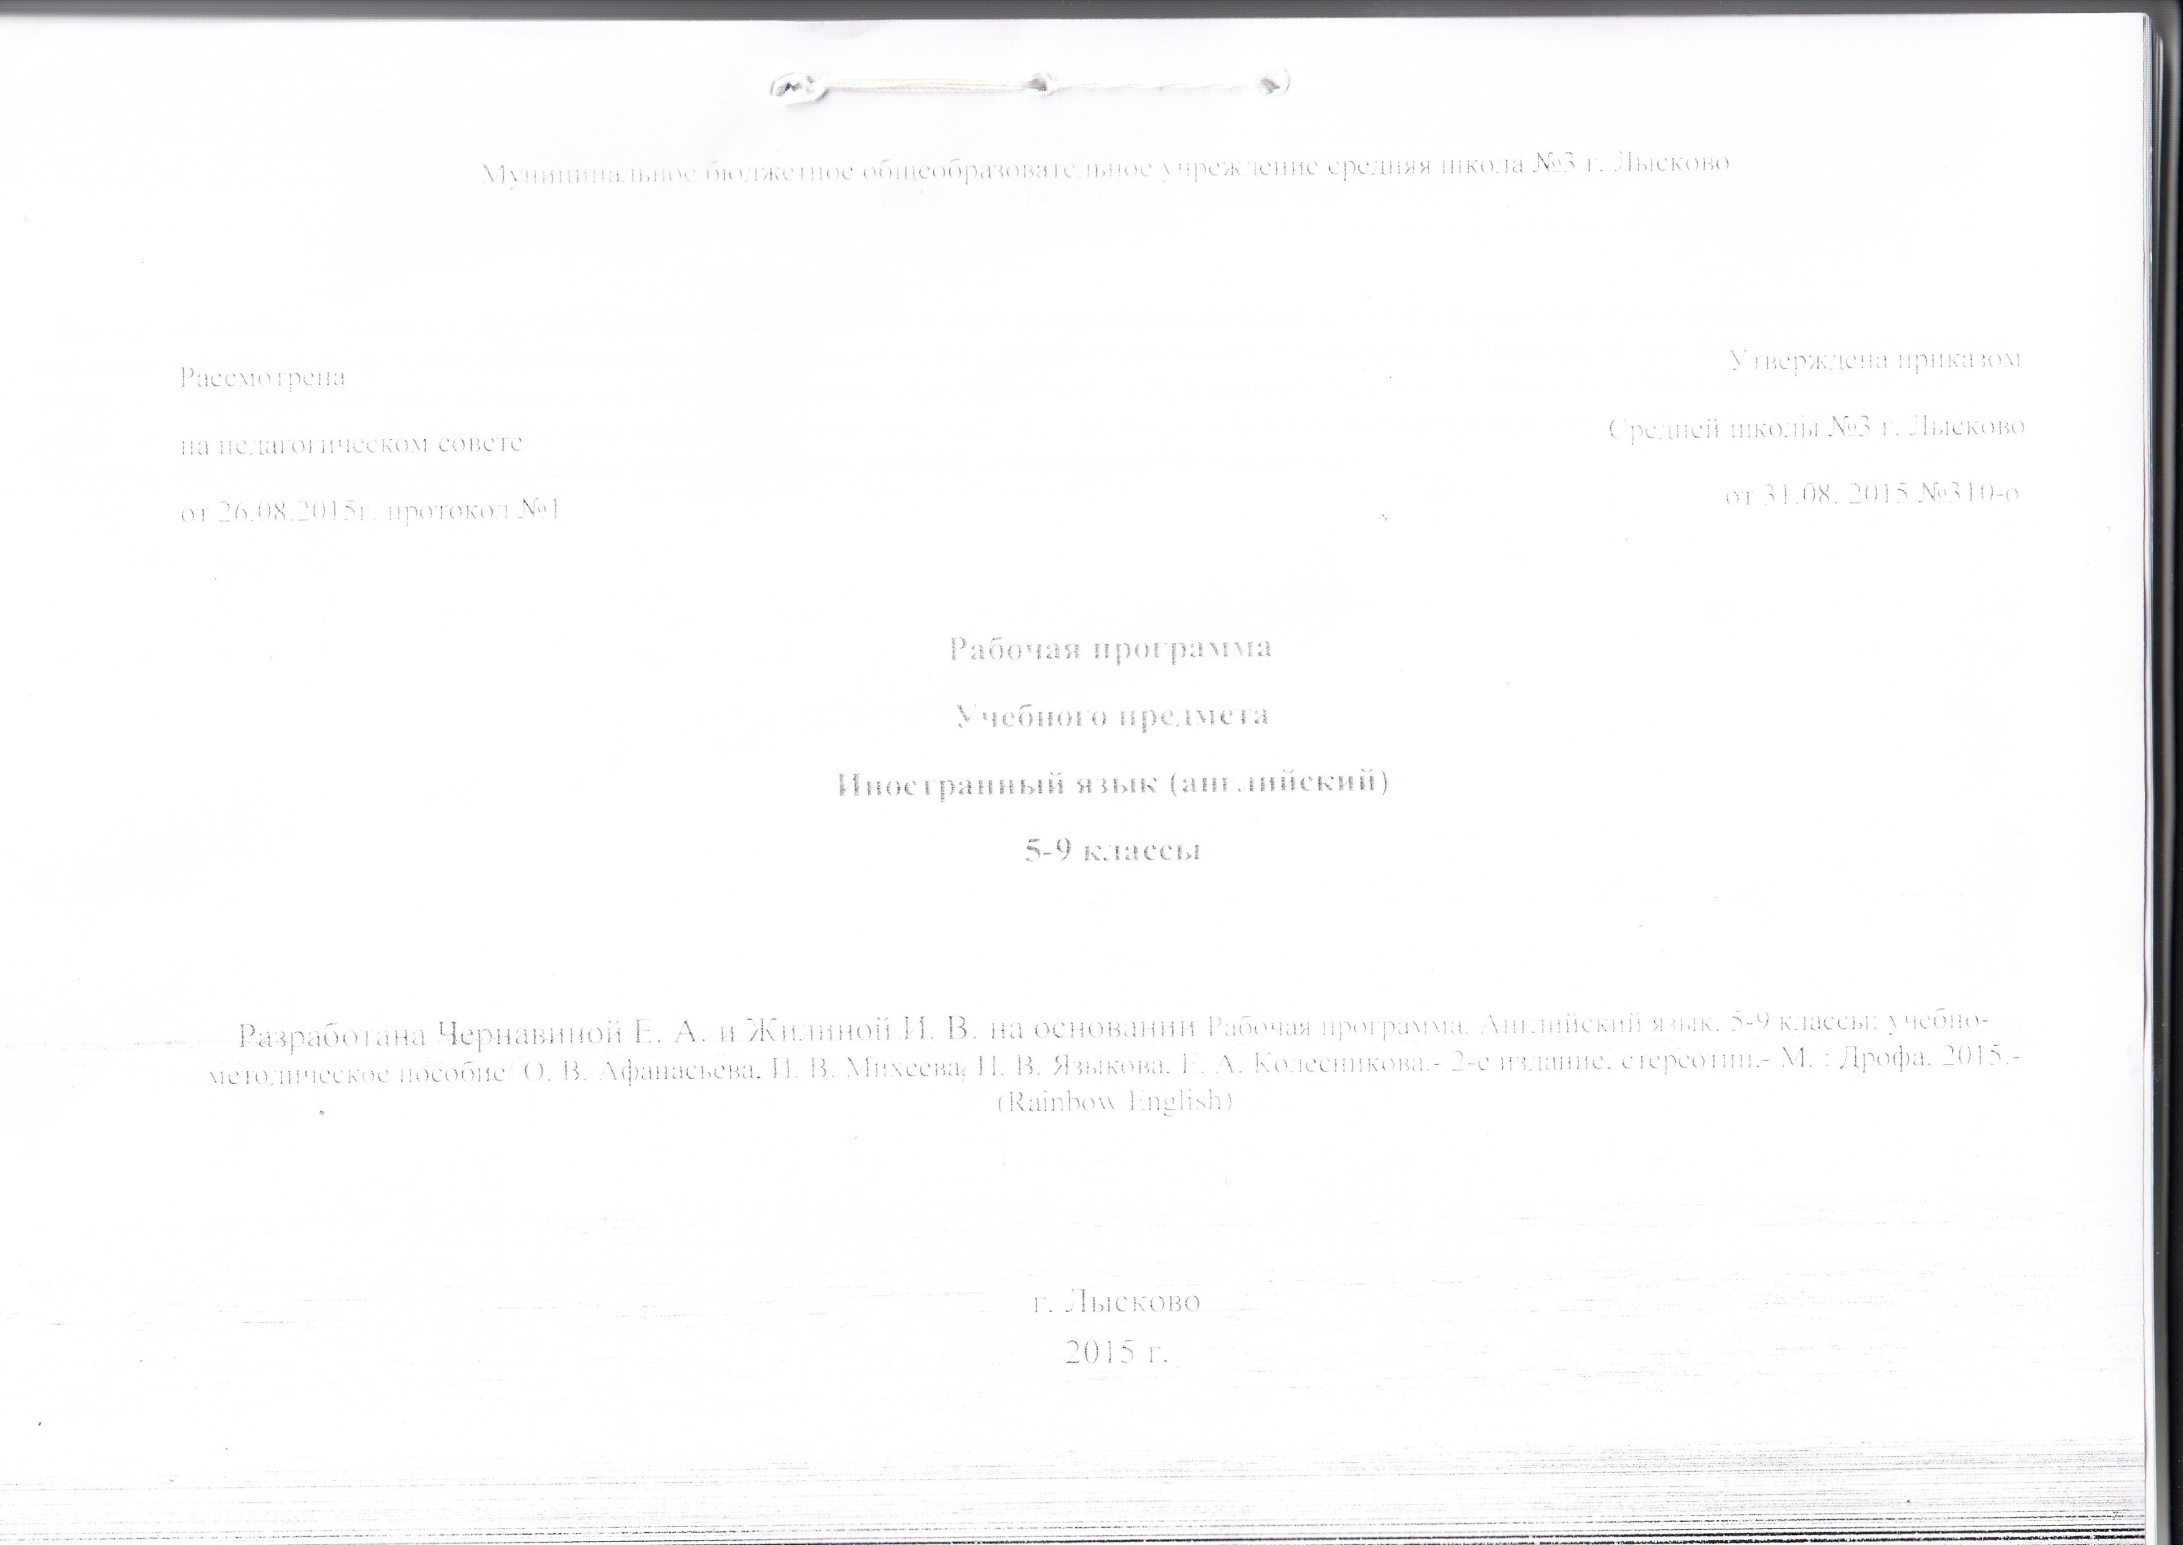 Муниципальное бюджетное общеобразовательное учреждение средняя школа №3 г. Лысково
Рассмотрена
на педагогическом совете
от 26.08.2015г. протокол №1
Утверждена приказом
Средней школы №3 г. Лысково
от 31.08. 2015 №310-о
Рабочая программа
Учебного предмета
Иностранный язык (английский)
5-9 классы
Разработана Чернавиной Е. А. и Жилиной И. В. на основании Рабочая программа. Английский язык. 5-9 классы: учебно-
методическое пособие/ О. В. Афанасьева, И. В. Михеева, Н. В. Языкова, Е. А. Колесникова.- 2-е издание, стереотип.- М. : Дрофа, 2015.-
(Rainbow English)
г. Лысково
2015 г.